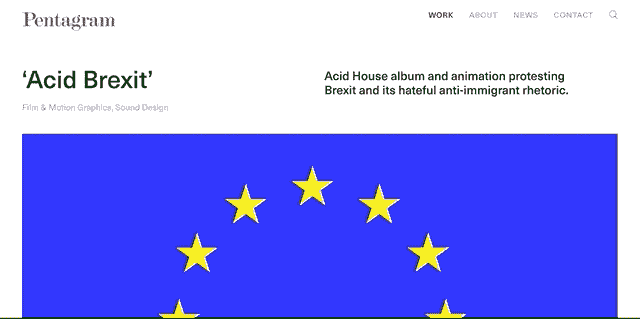 Pentagram
WORK ABOUT NEWS CONTACT
‘Acid Brexit’
Film & Motion Graphics, Sound Design
Acid House album and animation protesting
Brexit and its hateful anti-immigrant rhetoric.